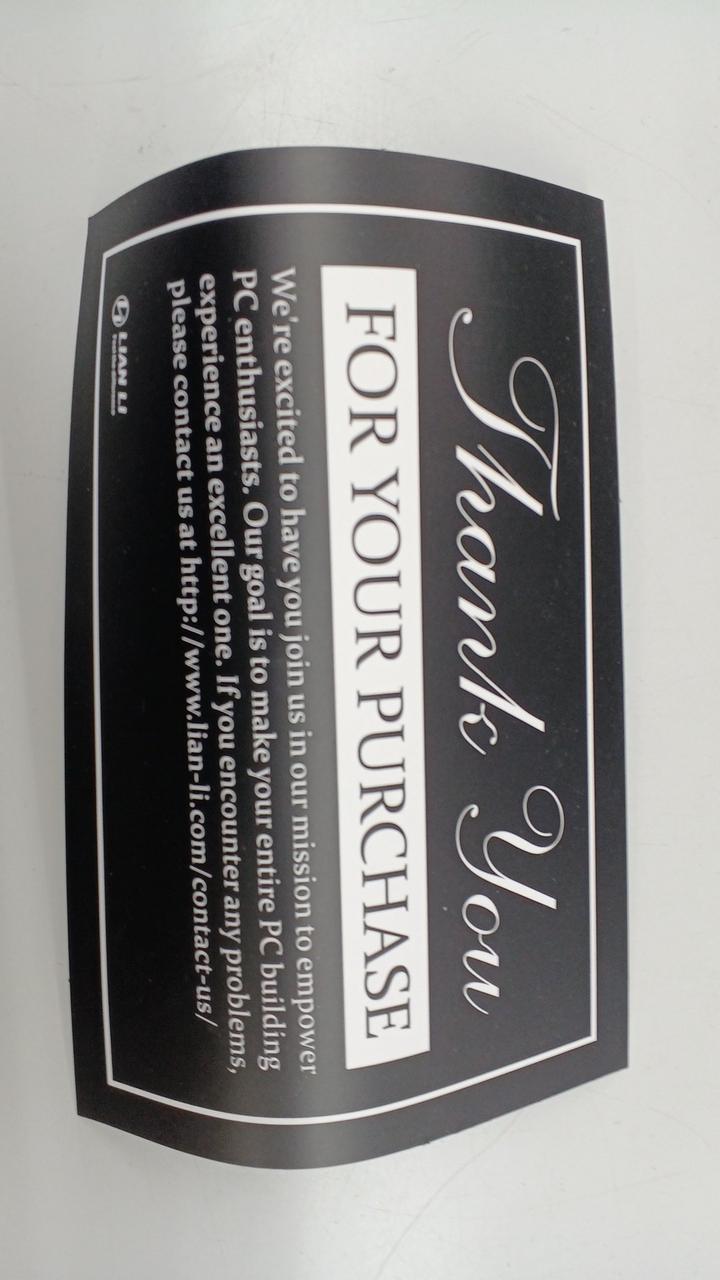 Thank You
FOR YOUR PURCHASE
We're excited to have you join us in our mission to empower
PC enthusiasts. Our goal is to make your entire PC building
experience an excellent one. If you encounter any problems,
please contact us at http://www.lian-li.com/contact-us/
LIAN LI